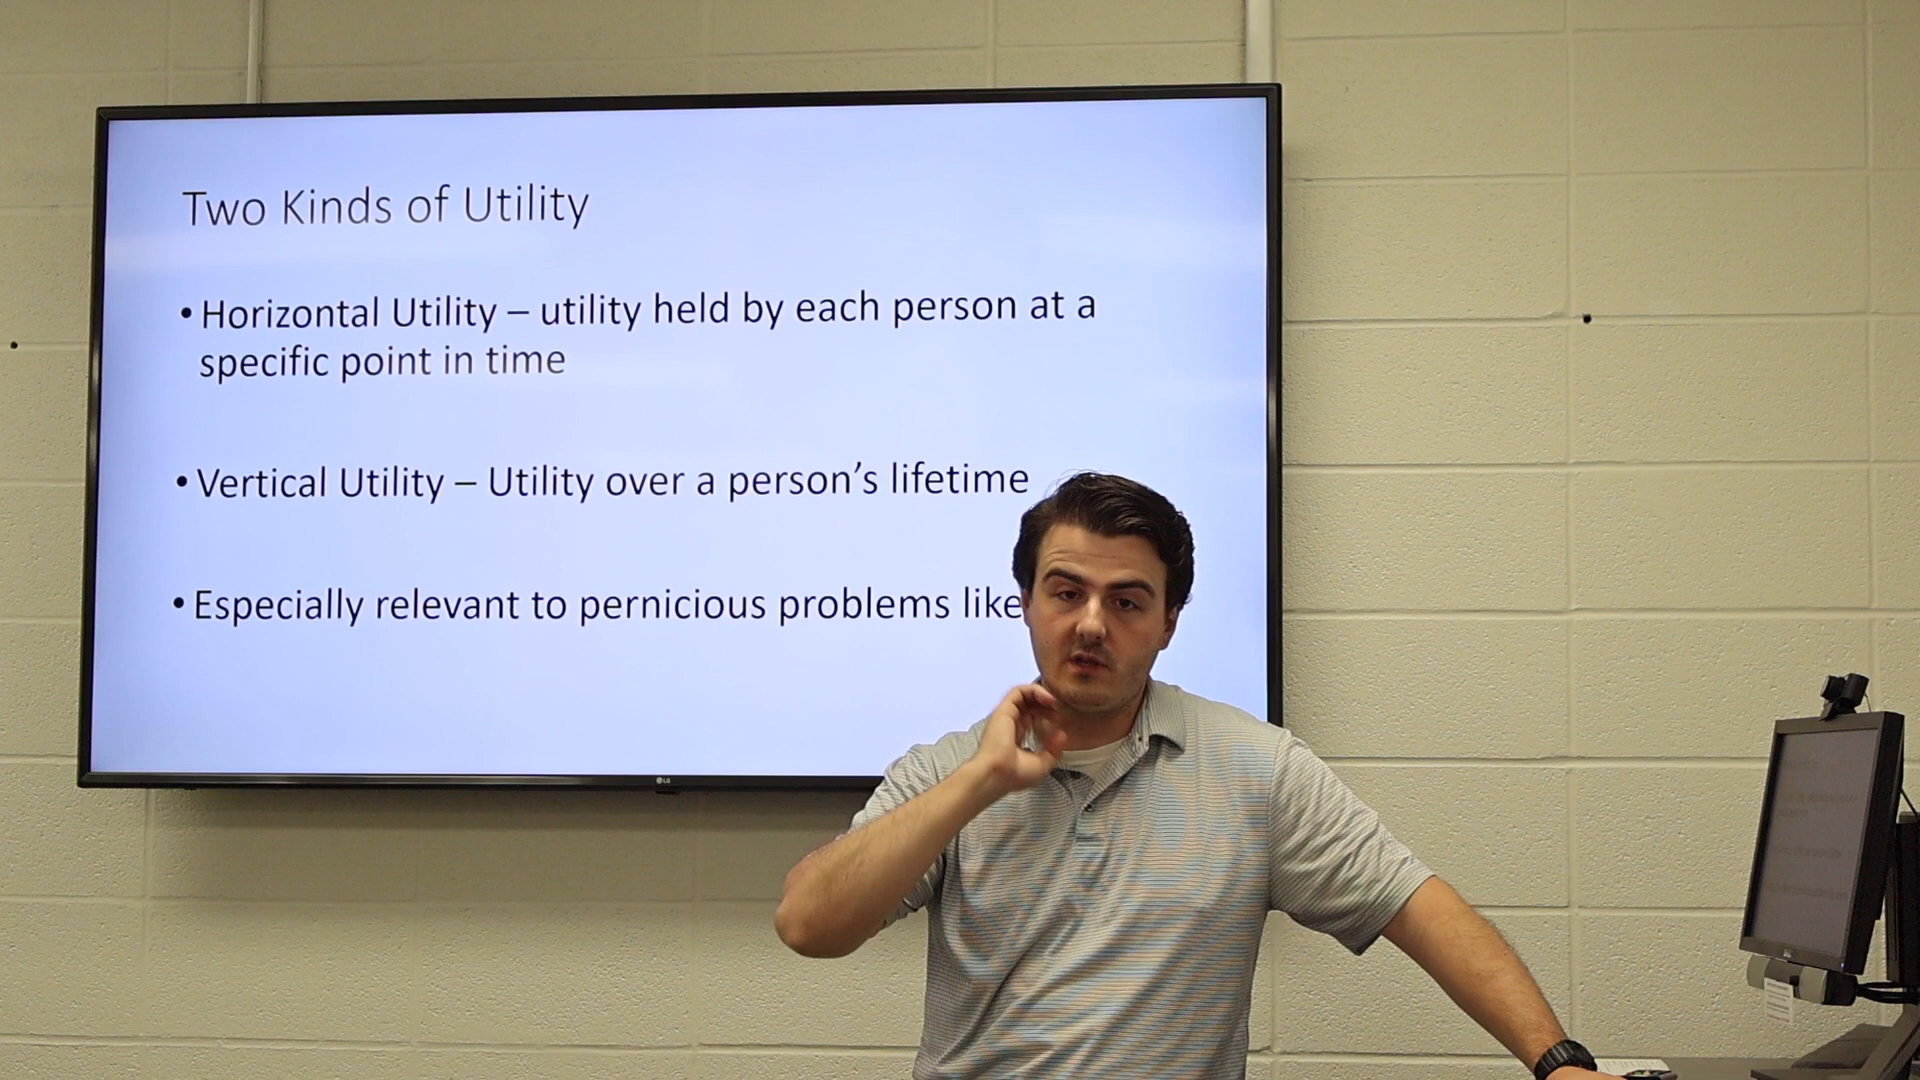 Two Kinds of Utility
• Horizontal Utility – utility held by each person at a
specific point in time
• Vertical Utility – Utility over a person's lifetime
• Especially relevant to pernicious problems like
LG